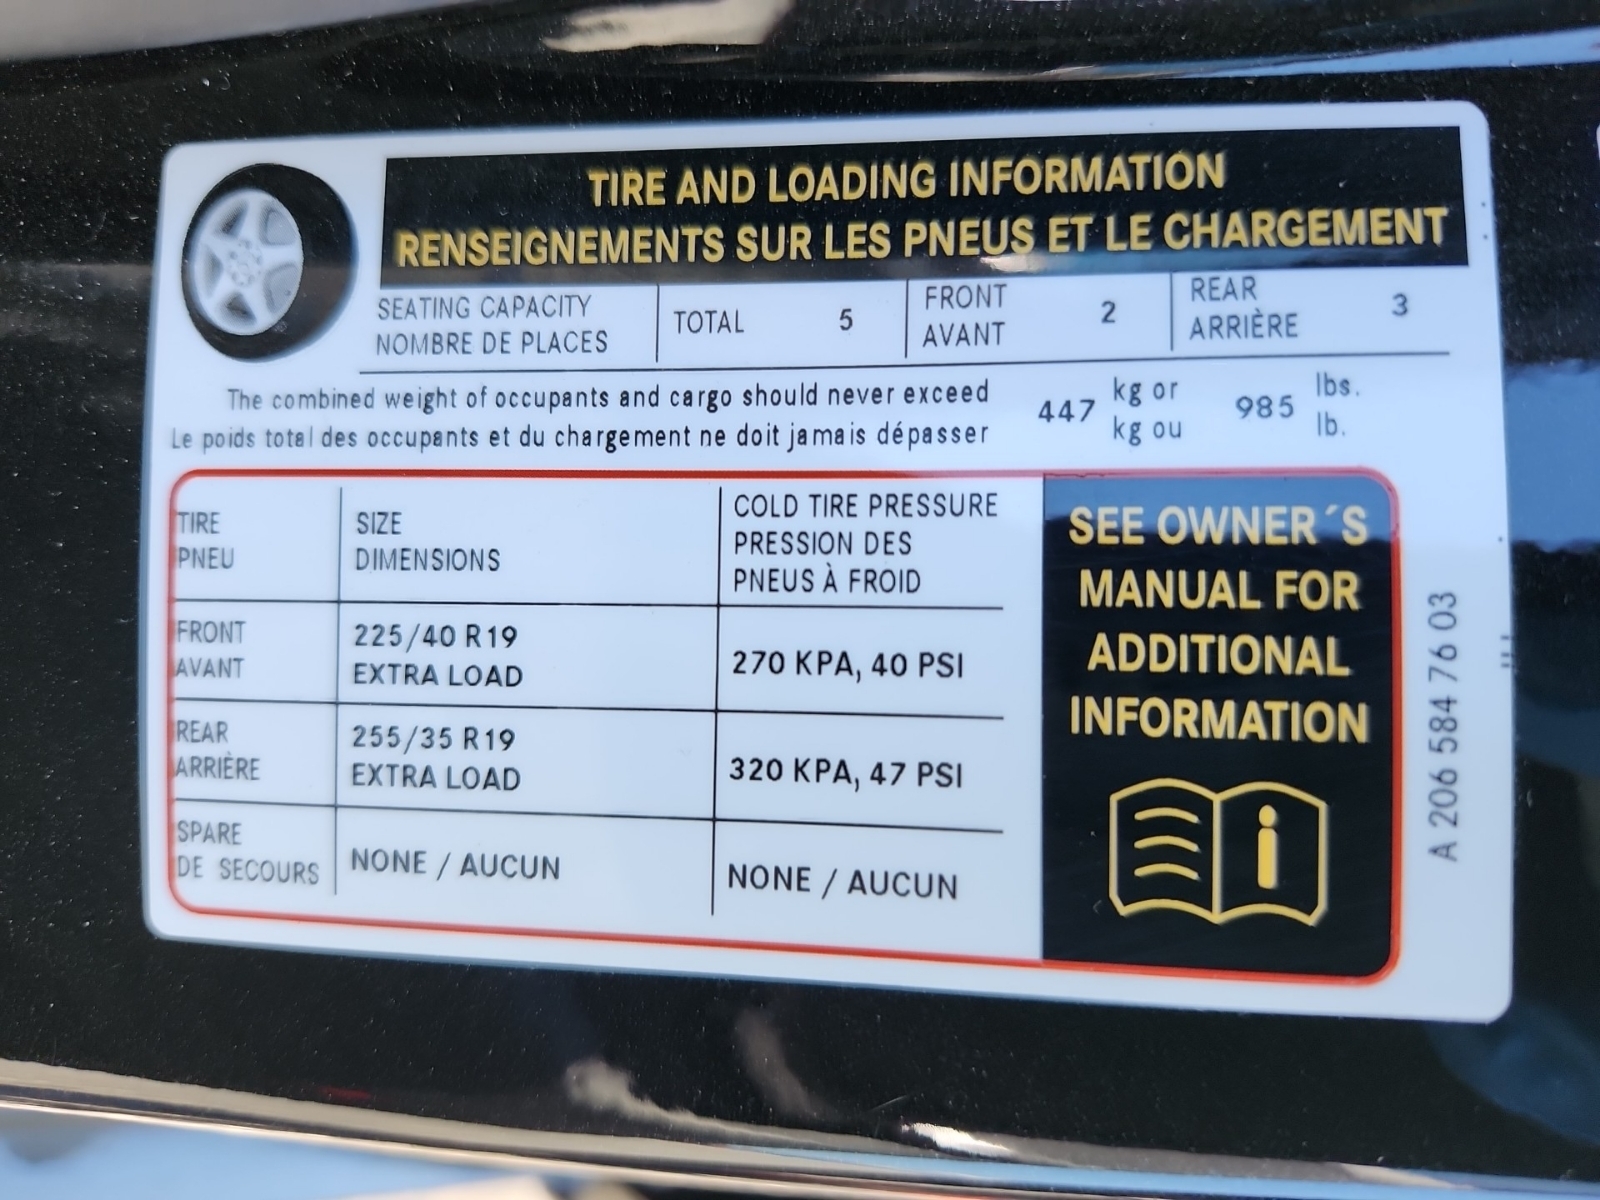 TIRE AND LOADING INFORMATION
RENSEIGNEMENTS SUR LES PNEUS ET LE CHARGEMENT
SEATING CAPACITY
NOMBRE DE PLACES
TOTAL 5
FRONT
AVANT
2
REAR
ARRIÈRE
3
The combined weight of occupants and cargo should never exceed
Le poids total des occupants et du chargement ne doit jamais dépasser
447
kg or
kg ou
985
lbs.
lb.
TIRE
PNEU
SIZE
DIMENSIONS
COLD TIRE PRESSURE
PRESSION DES
PNEUS À FROID
FRONT
AVANT
225/40 R19
EXTRA LOAD
270 KPA, 40 PSI
REAR
ARRIÈRE
255/35 R19
EXTRA LOAD
320 KPA, 47 PSI
SPARE
DE SECOURS
NONE / AUCUN
NONE / AUCUN
SEE OWNER´S
MANUAL FOR
ADDITIONAL
INFORMATION
i
A 206 584 76 03